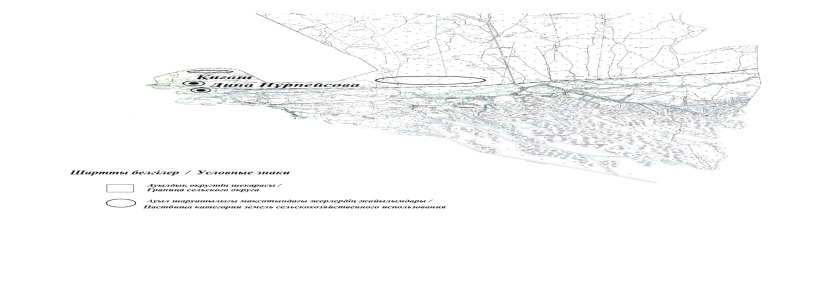 Кигаш
Дина Нурпейсова
Шартты белгілер / Условные знаки
Ауылдық округтің шекарасы /
Граница сельского округа
Ауыл шаруашылығы мақсатындағы жерлердің жайылымдары /
Пастбища категории земель сельскохозяйственного использования